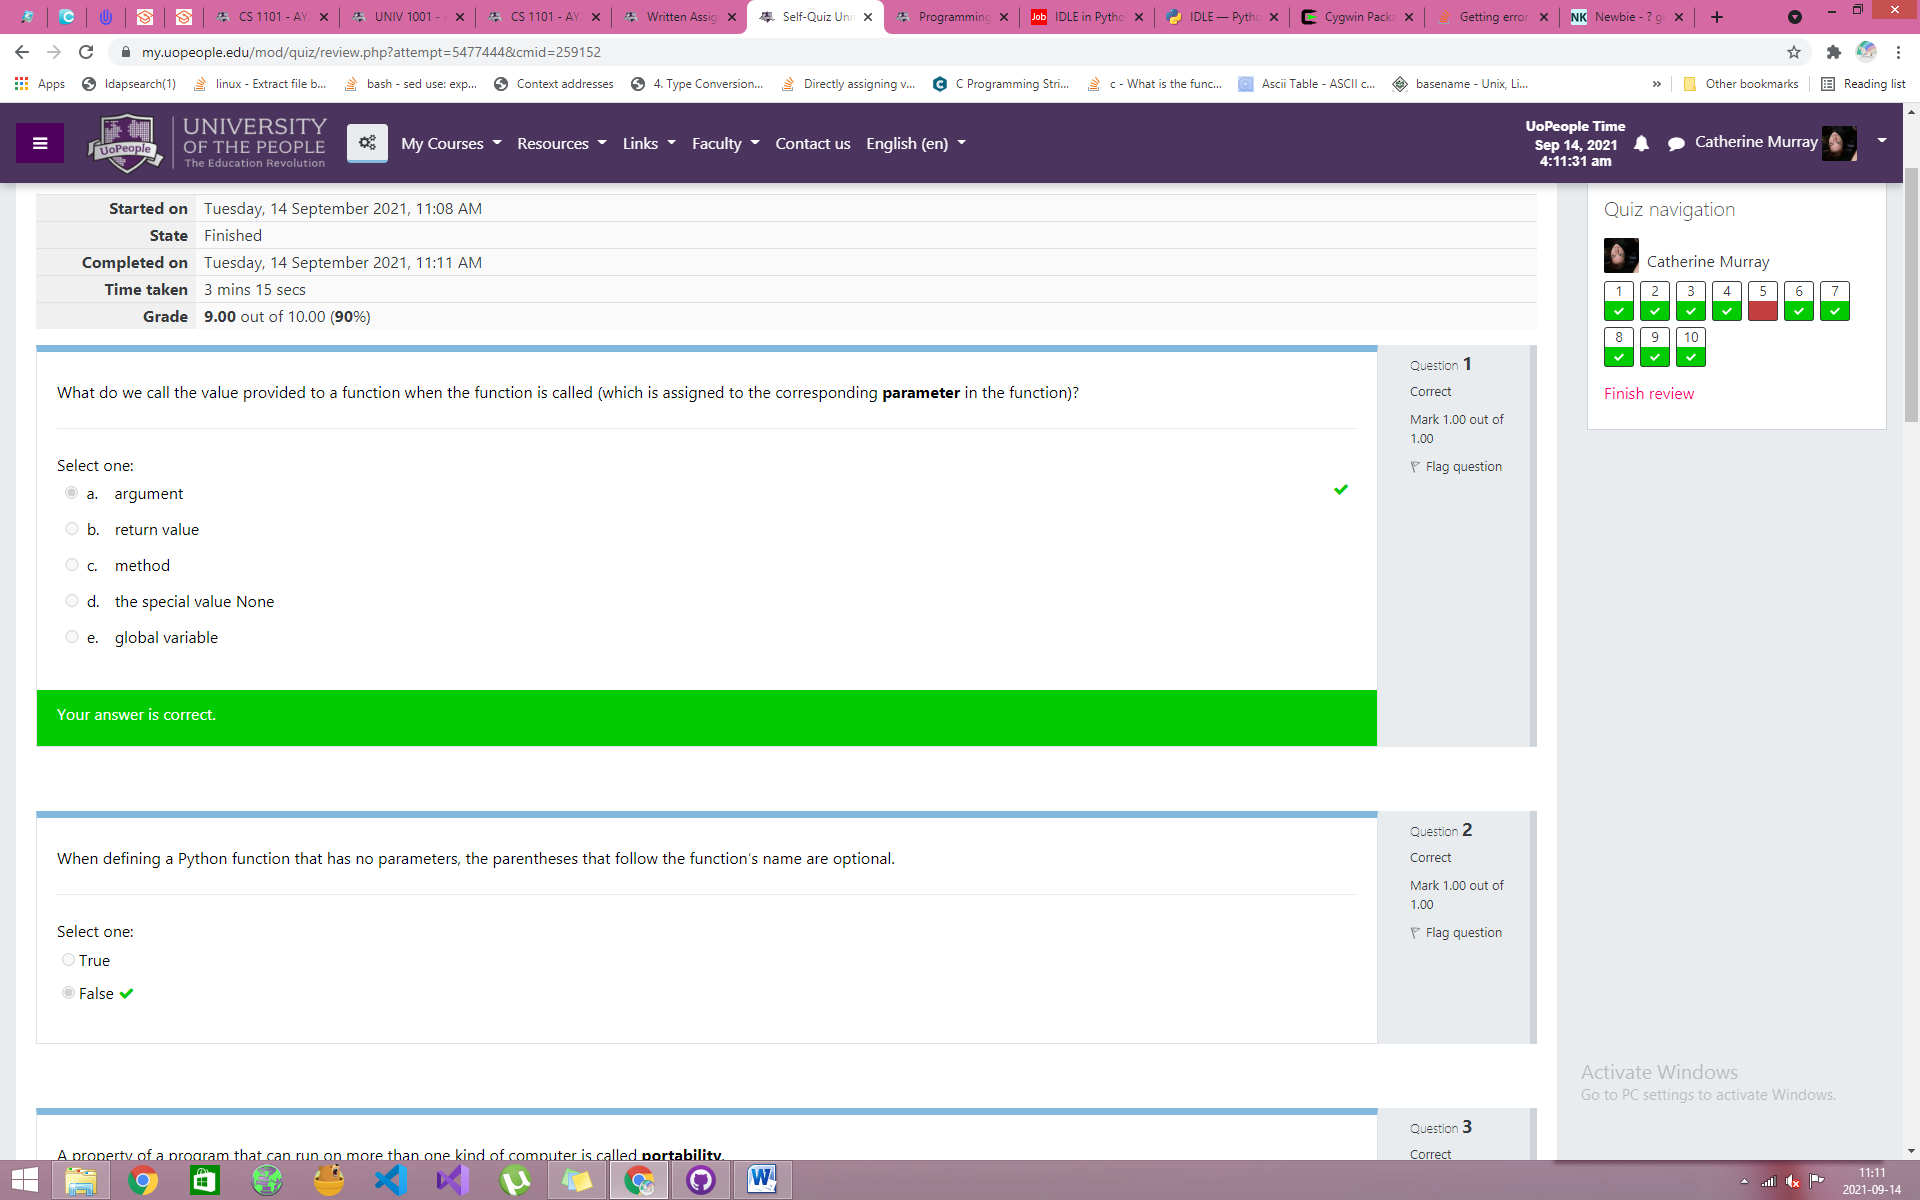 CS 1101 - AY
UNIV 1001 - 
CS 1101 - AY
Written Assig
Self-Quiz Uni
Programming
Job
IDLE in Pytho
IDLE — Pytho
Cygwin Packa
Getting error
NK
Newbie - ? ge
my.uopeople.edu/mod/quiz/review.php?attempt=5477444&cmid=259152
Apps
ldapsearch(1)
linux - Extract file b...
bash - sed use: exp...
Context addresses
4. Type Conversion...
Directly assigning v...
C Programming Stri...
c - What is the func...
Ascii Table - ASCII c...
basename - Unix, Li...
»
Other bookmarks
Reading list
UoPeople
UNIVERSITY
OF THE PEOPLE
The Education Revolution
My Courses
Resources
Links
Faculty
Contact us
English (en)
UoPeople Time
Sep 14, 2021
4:11:31 am
Catherine Murray
Started on Tuesday, 14 September 2021, 11:08 AM
State Finished
Completed on Tuesday, 14 September 2021, 11:11 AM
Time taken 3 mins 15 secs
Grade 9.00 out of 10.00 (90%)
Quiz navigation
Catherine Murray
1 2 3 4 5 6 7
8 9 10
Finish review
What do we call the value provided to a function when the function is called (which is assigned to the corresponding parameter in the function)?
Select one:
a. argument
b. return value
c. method
d. the special value None
e. global variable
Your answer is correct.
Question 1
Correct
Mark 1.00 out of
1.00
Flag question
When defining a Python function that has no parameters, the parentheses that follow the function's name are optional.
Select one:
True
False
Question 2
Correct
Mark 1.00 out of
1.00
Flag question
A property of a program that can run on more than one kind of computer is called portability.
Question 3
Correct
Activate Windows
Go to PC settings to activate Windows.
11:11
2021-09-14